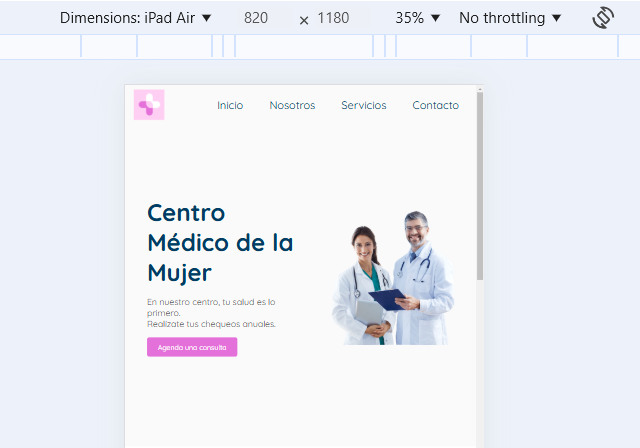 Dimensions: iPad Air ▼ 820 × 1180 35% ▼ No throttling ▼
Inicio Nosotros Servicios Contacto
Centro
Médico de la
Mujer
En nuestro centro, tu salud es lo
primero.
Realizate tus chequeos anuales.
Agenda una consulta